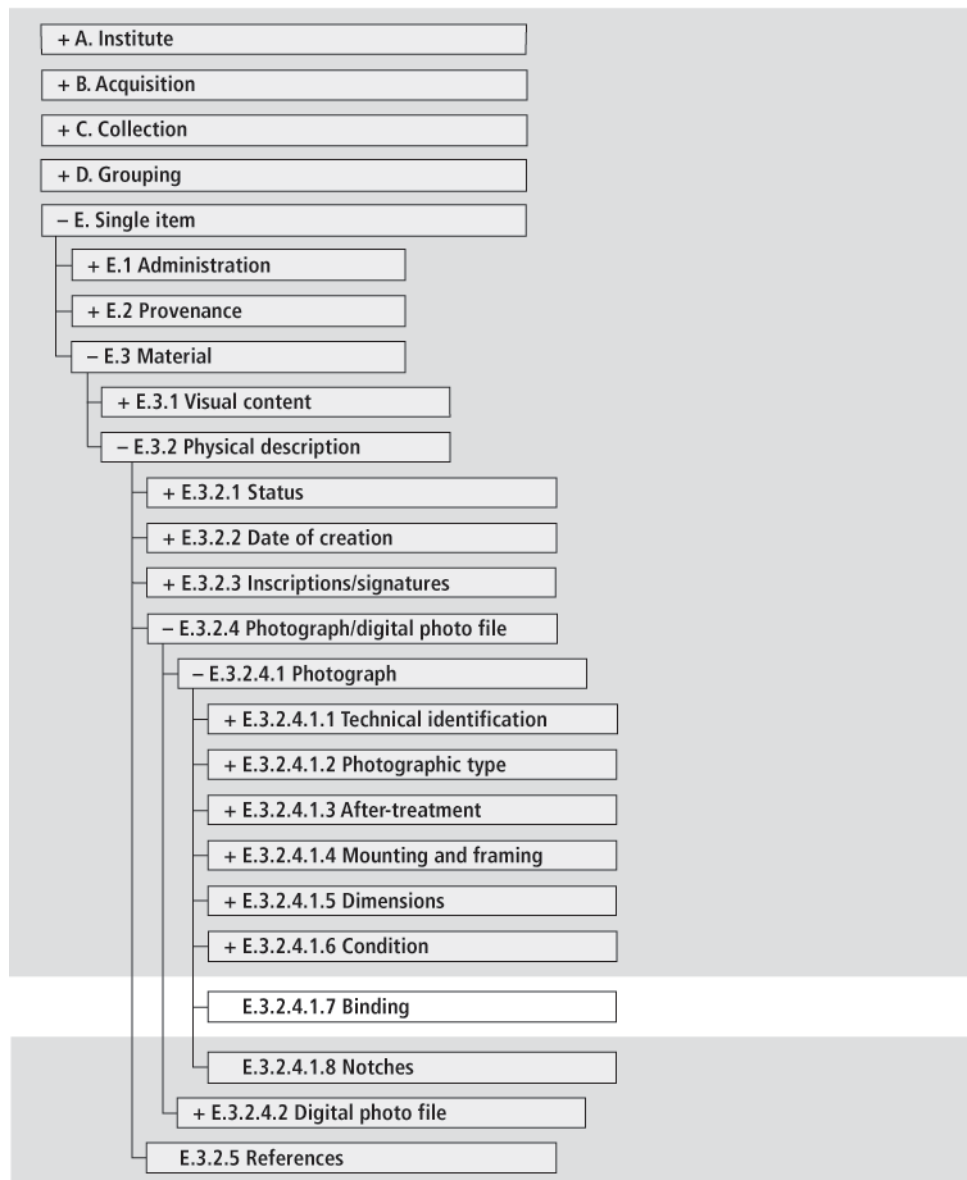 + A. Institute
+ B. Acquisition
+ C. Collection
+ D. Grouping
– E. Single item
+ E.1 Administration
+ E.2 Provenance
– E.3 Material
+ E.3.1 Visual content
– E.3.2 Physical description
+ E.3.2.1 Status
+ E.3.2.2 Date of creation
+ E.3.2.3 Inscriptions/signatures
– E.3.2.4 Photograph/digital photo file
– E.3.2.4.1 Photograph
+ E.3.2.4.1.1 Technical identification
+ E.3.2.4.1.2 Photographic type
+ E.3.2.4.1.3 After-treatment
+ E.3.2.4.1.4 Mounting and framing
+ E.3.2.4.1.5 Dimensions
+ E.3.2.4.1.6 Condition
E.3.2.4.1.7 Binding
E.3.2.4.1.8 Notches
+ E.3.2.4.2 Digital photo file
E.3.2.5 References